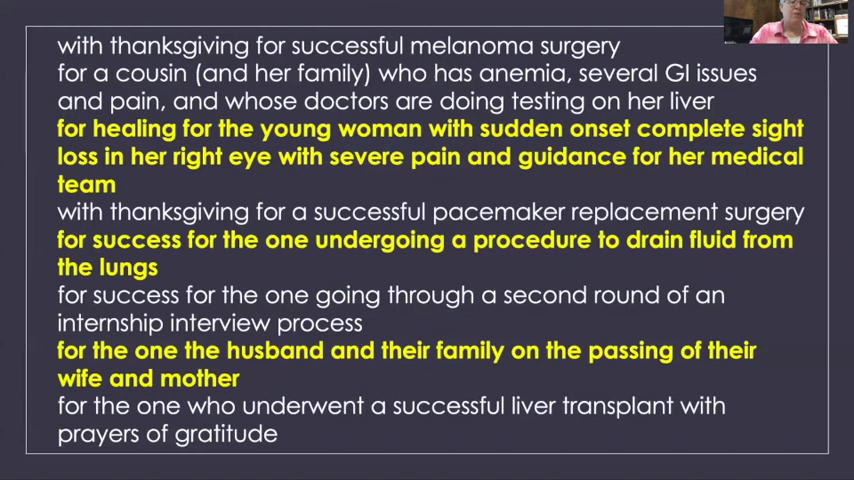 with thanksgiving for successful melanoma surgery
for a cousin (and her family) who has anemia, several GI issues
and pain, and whose doctors are doing testing on her liver
for healing for the young woman with sudden onset complete sight
loss in her right eye with severe pain and guidance for her medical
team
with thanksgiving for a successful pacemaker replacement surgery
for success for the one undergoing a procedure to drain fluid from
the lungs
for success for the one going through a second round of an
internship interview process
for the one the husband and their family on the passing of their
wife and mother
for the one who underwent a successful liver transplant with
prayers of gratitude